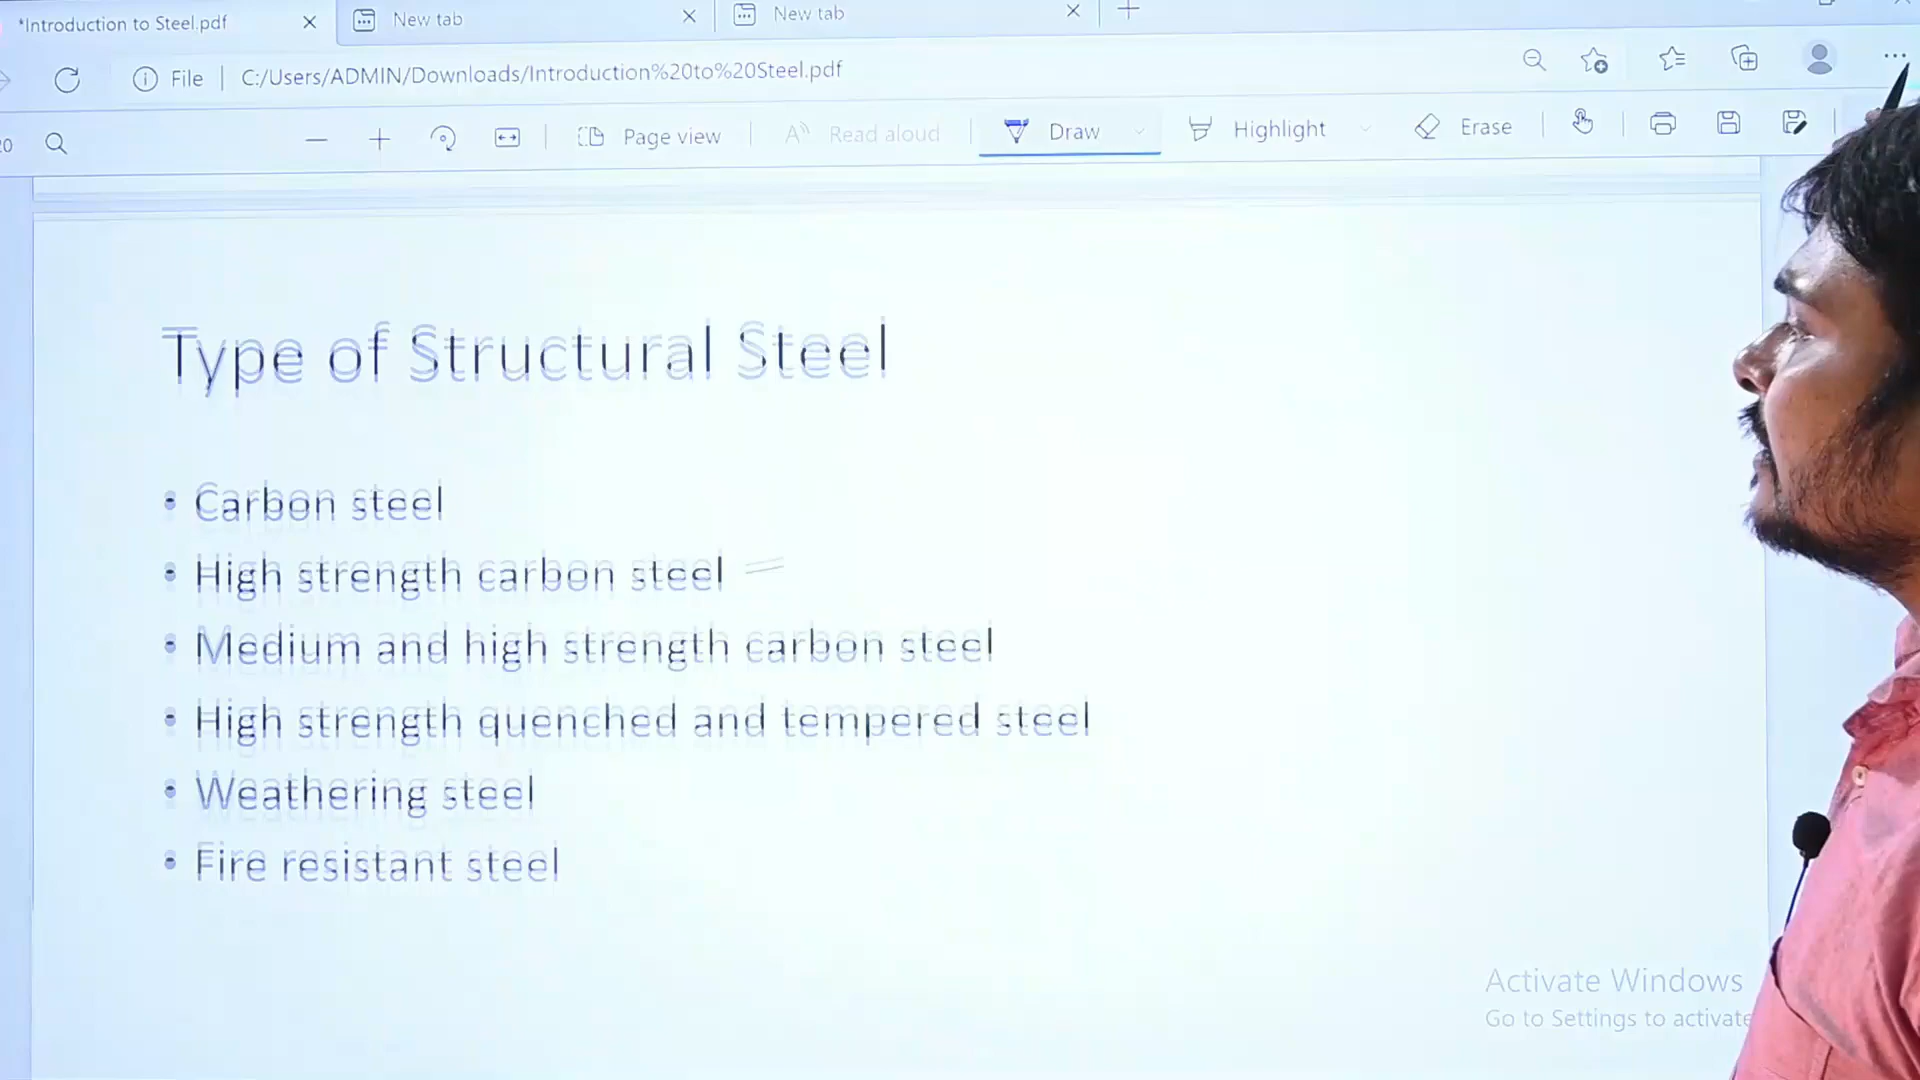 *Introduction to Steel.pdf
New tab
New tab
File
C:/Users/ADMIN/Downloads/Introduction%20to%20Steel.pdf
Page view
Read aloud
Draw
Highlight
Erase
Type of Structural Steel
• Carbon steel
• High strength carbon steel
• Medium and high strength carbon steel
• High strength quenched and tempered steel
• Weathering steel
• Fire resistant steel
Activate Windows
Go to Settings to activate